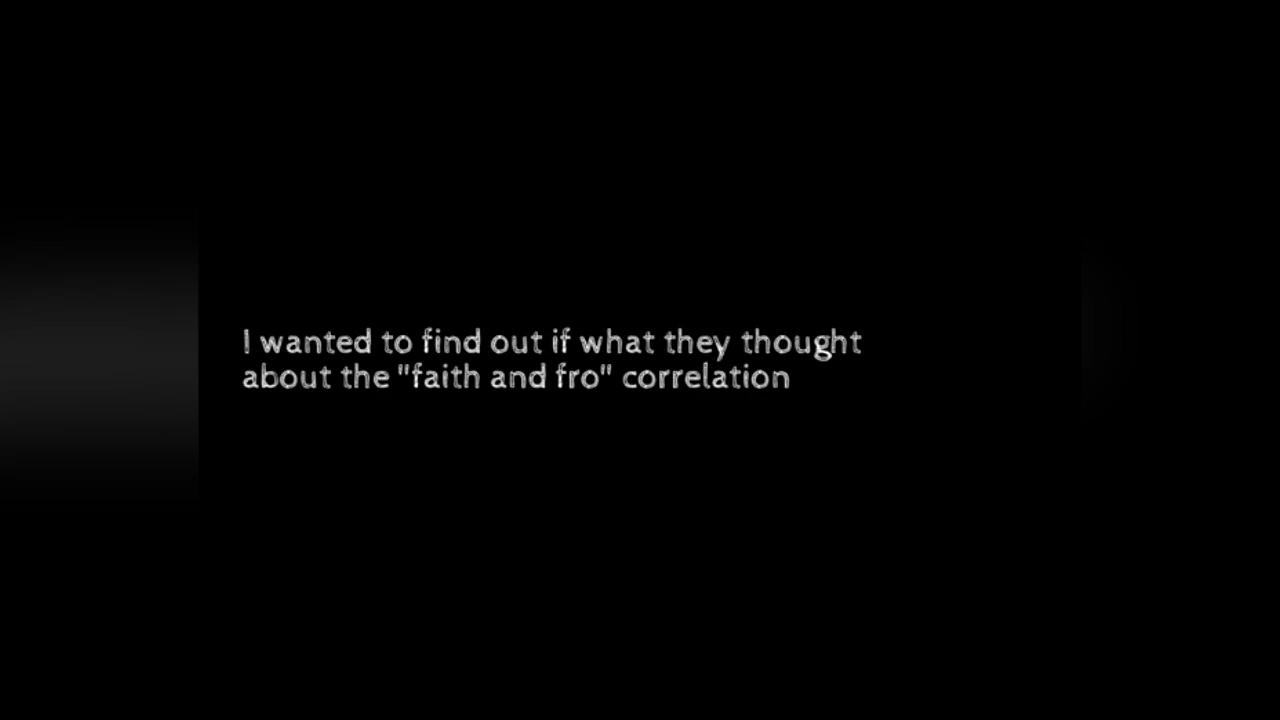 I wanted to find out if what they thought
about the "faith and fro" correlation